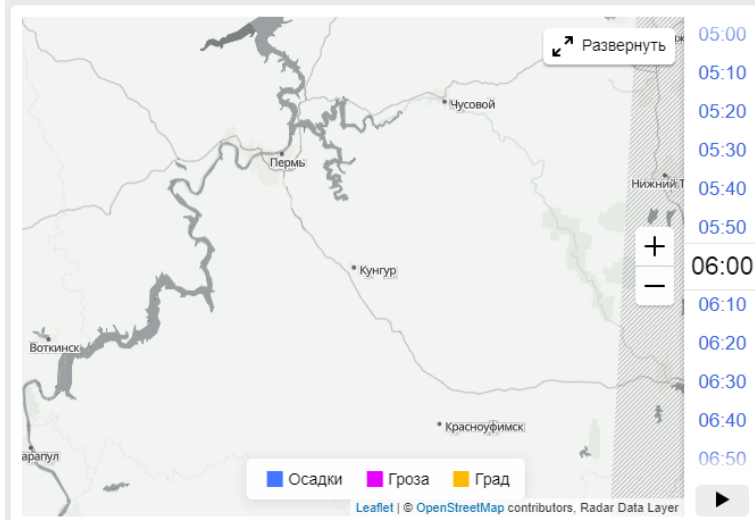 Развернуть
Чусовой
Пермь
Нижний Т
Кунгур
Воткинск
Красноуфимск
арапул
Осадки
Гроза
Град
Leaflet | © OpenStreetMap contributors, Radar Data Layer
05:00
05:10
05:20
05:30
05:40
05:50
06:00
06:10
06:20
06:30
06:40
06:50